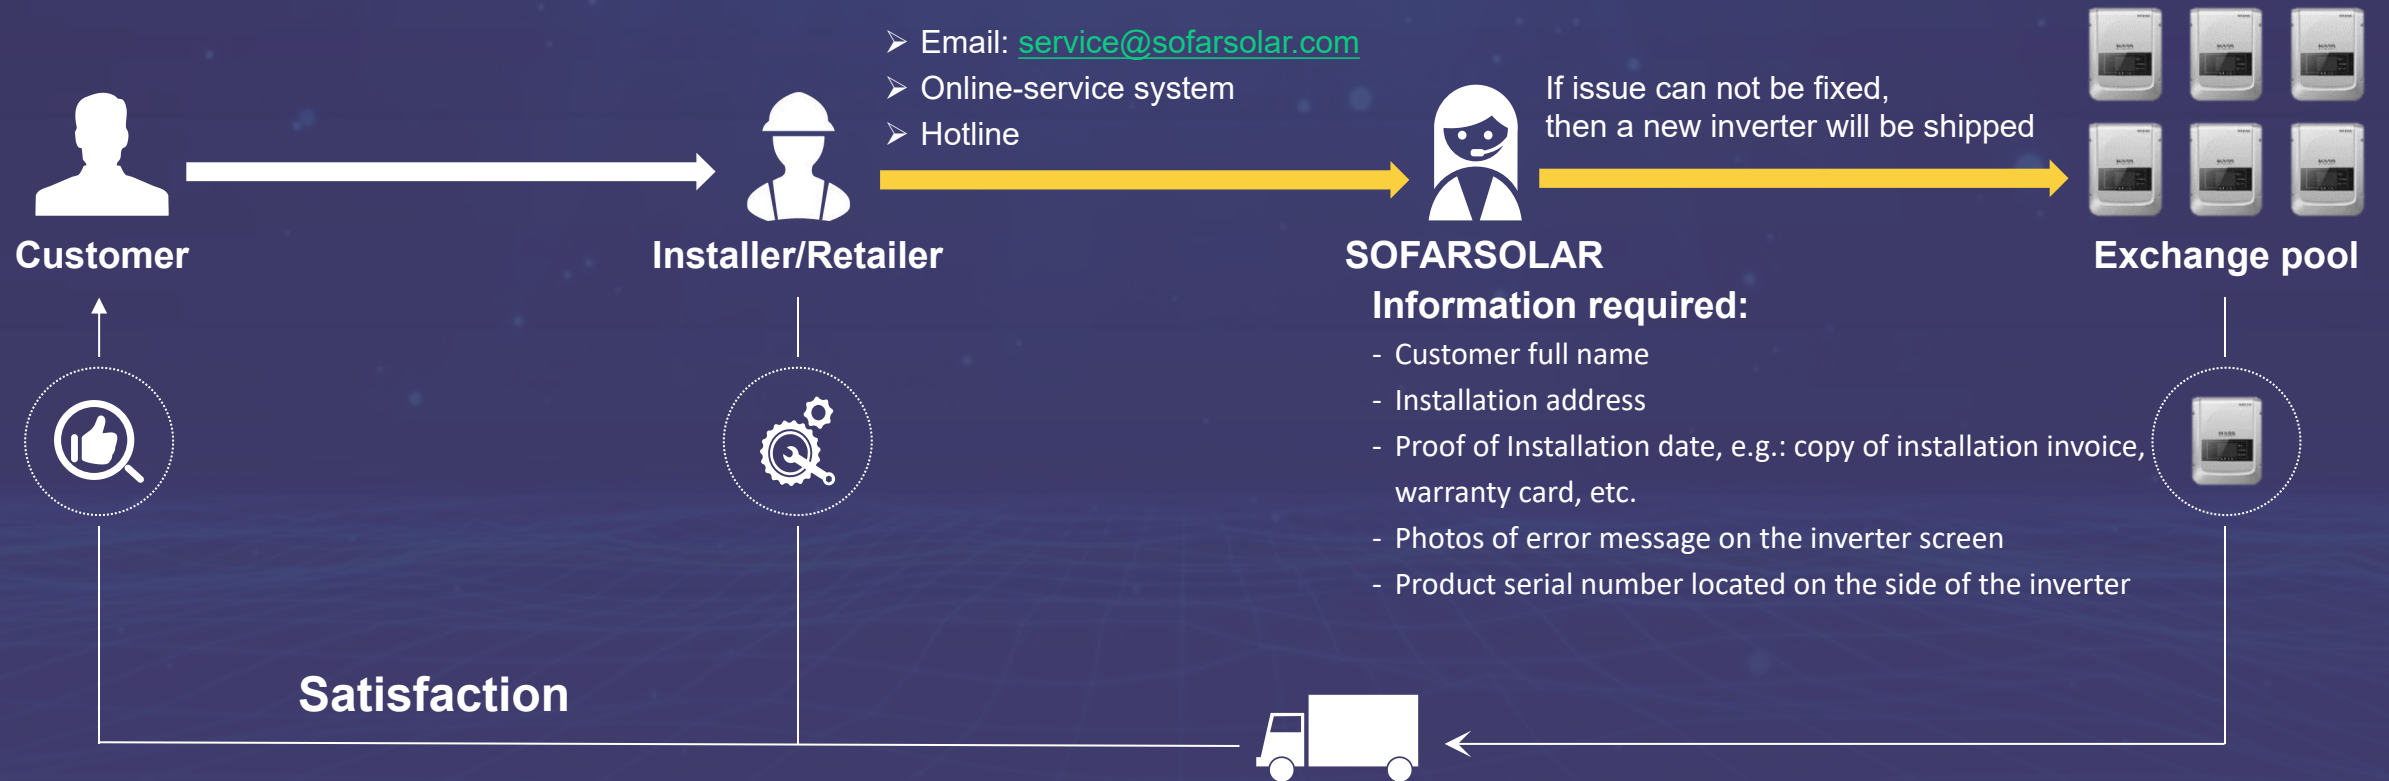 ➢ Email: service@sofarsolar.com
➢ Online-service system
➢ Hotline
If issue can not be fixed,
then a new inverter will be shipped
Customer
Installer/Retailer
SOFARSOLAR
Exchange pool
Information required:
- Customer full name
- Installation address
- Proof of Installation date, e.g.: copy of installation invoice,
warranty card, etc.
- Photos of error message on the inverter screen
- Product serial number located on the side of the inverter
Satisfaction